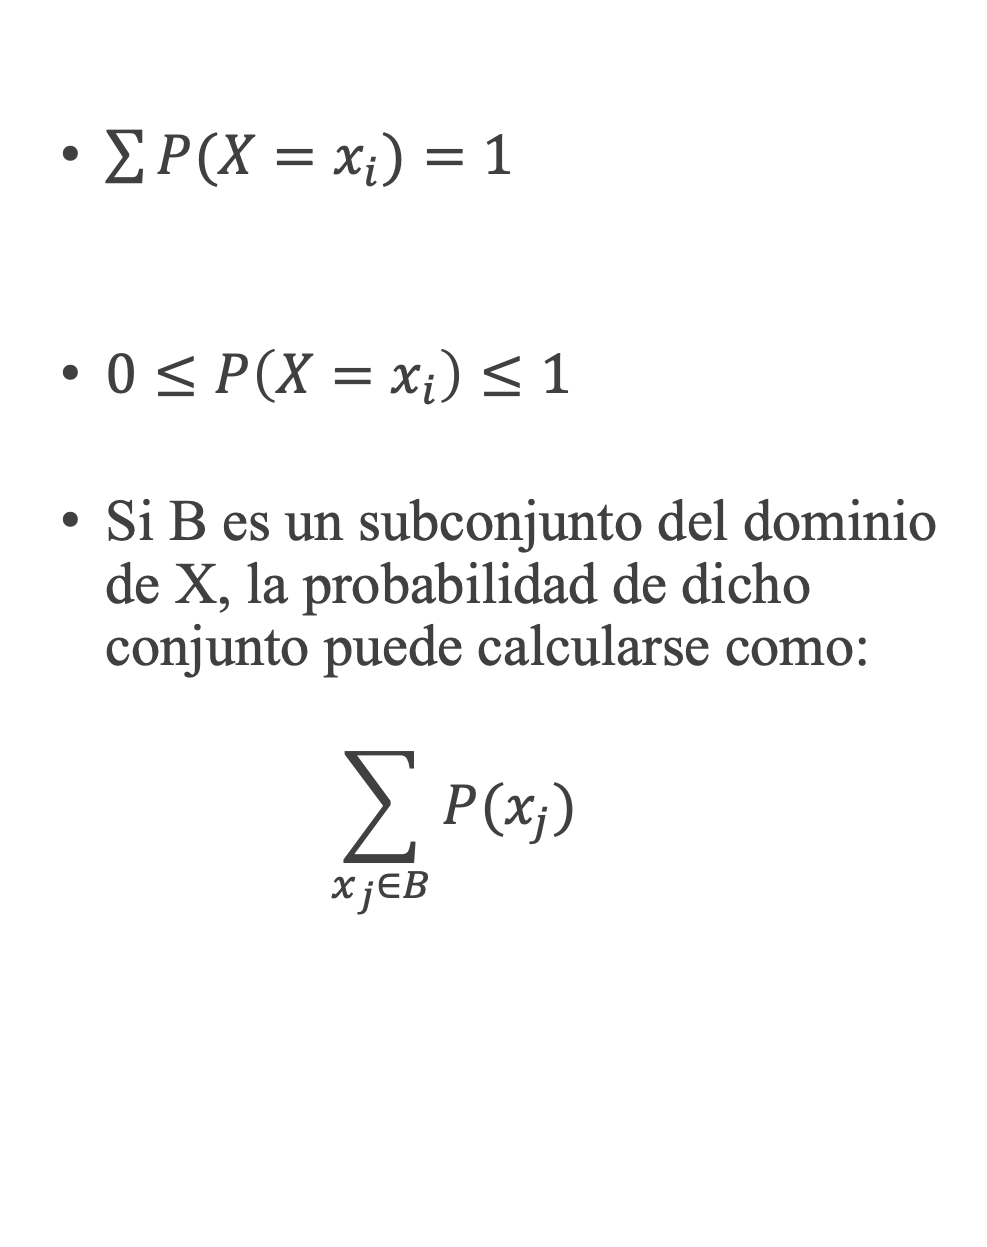 • ∑ P(X = xᵢ) = 1
• 0 ≤ P(X = xᵢ) ≤ 1
• Si B es un subconjunto del dominio
de X, la probabilidad de dicho
conjunto puede calcularse como:
∑ P(xⱼ)
xⱼ∈B